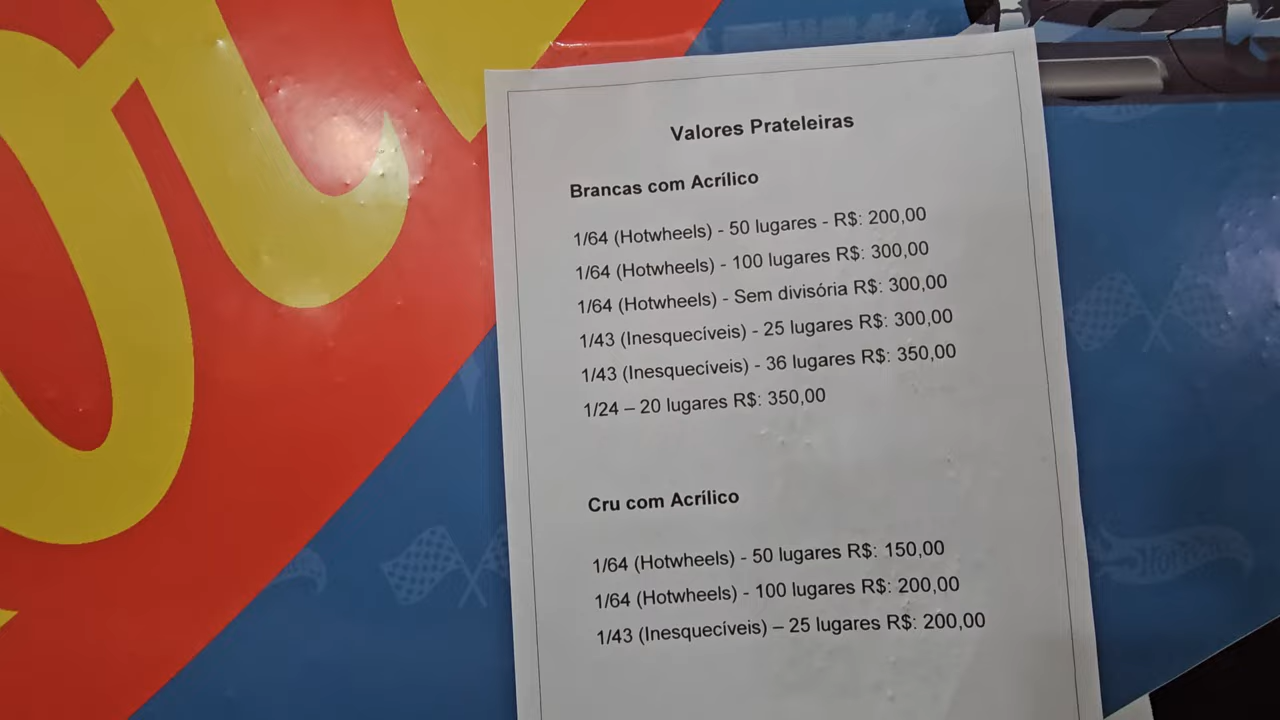 Valores Prateleiras
Brancas com Acrílico
1/64 (Hotwheels) - 50 lugares - R$: 200,00
1/64 (Hotwheels) - 100 lugares R$: 300,00
1/64 (Hotwheels) - Sem divisória R$: 300,00
1/43 (Inesquecíveis) - 25 lugares R$: 300,00
1/43 (Inesquecíveis) - 36 lugares R$: 350,00
1/24 – 20 lugares R$: 350,00
Cru com Acrílico
1/64 (Hotwheels) - 50 lugares R$: 150,00
1/64 (Hotwheels) - 100 lugares R$: 200,00
1/43 (Inesquecíveis) – 25 lugares R$: 200,00